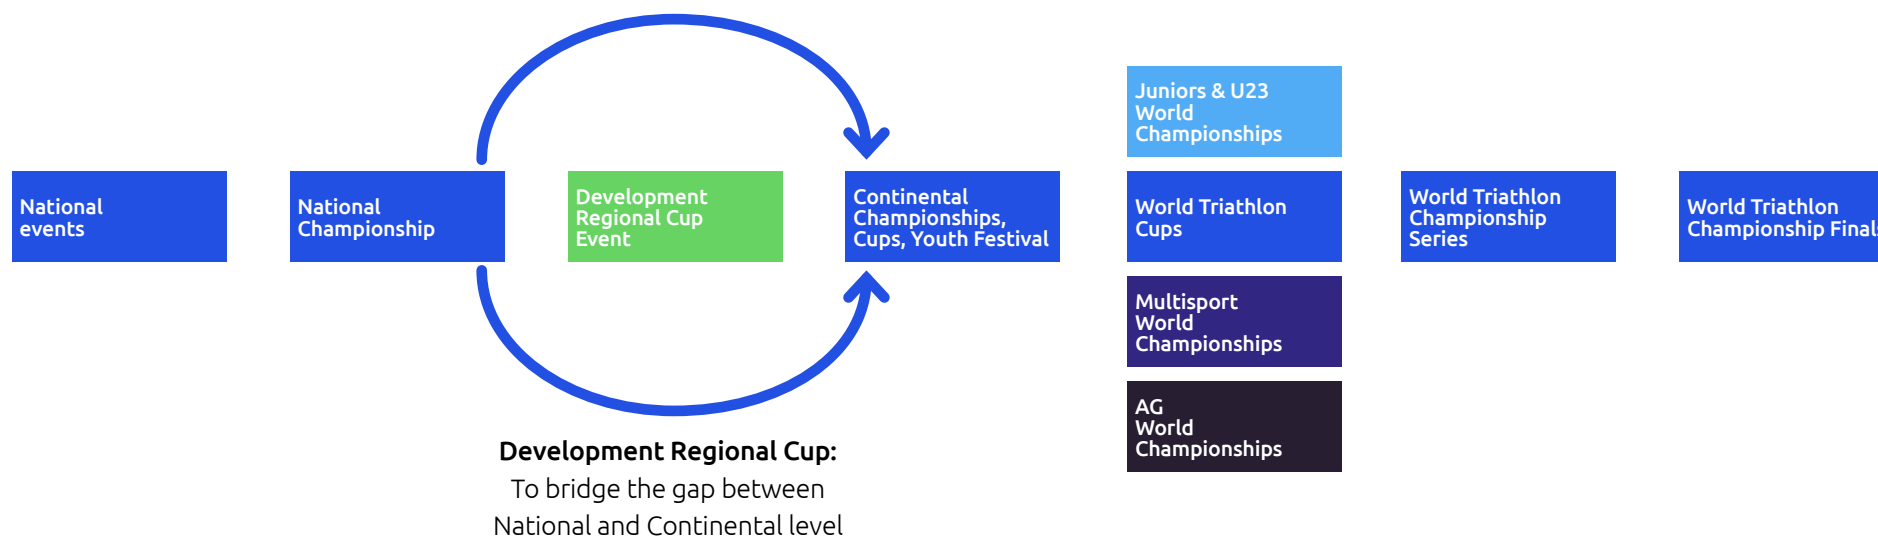 National
events
National
Championship
Development
Regional Cup
Event
Continental
Championships,
Cups, Youth Festival
Juniors & U23
World
Championships
World Triathlon
Cups
Multisport
World
Championships
AG
World
Championships
World Triathlon
Championship
Series
World Triathlon
Championship Finals
Development Regional Cup:
To bridge the gap between
National and Continental level